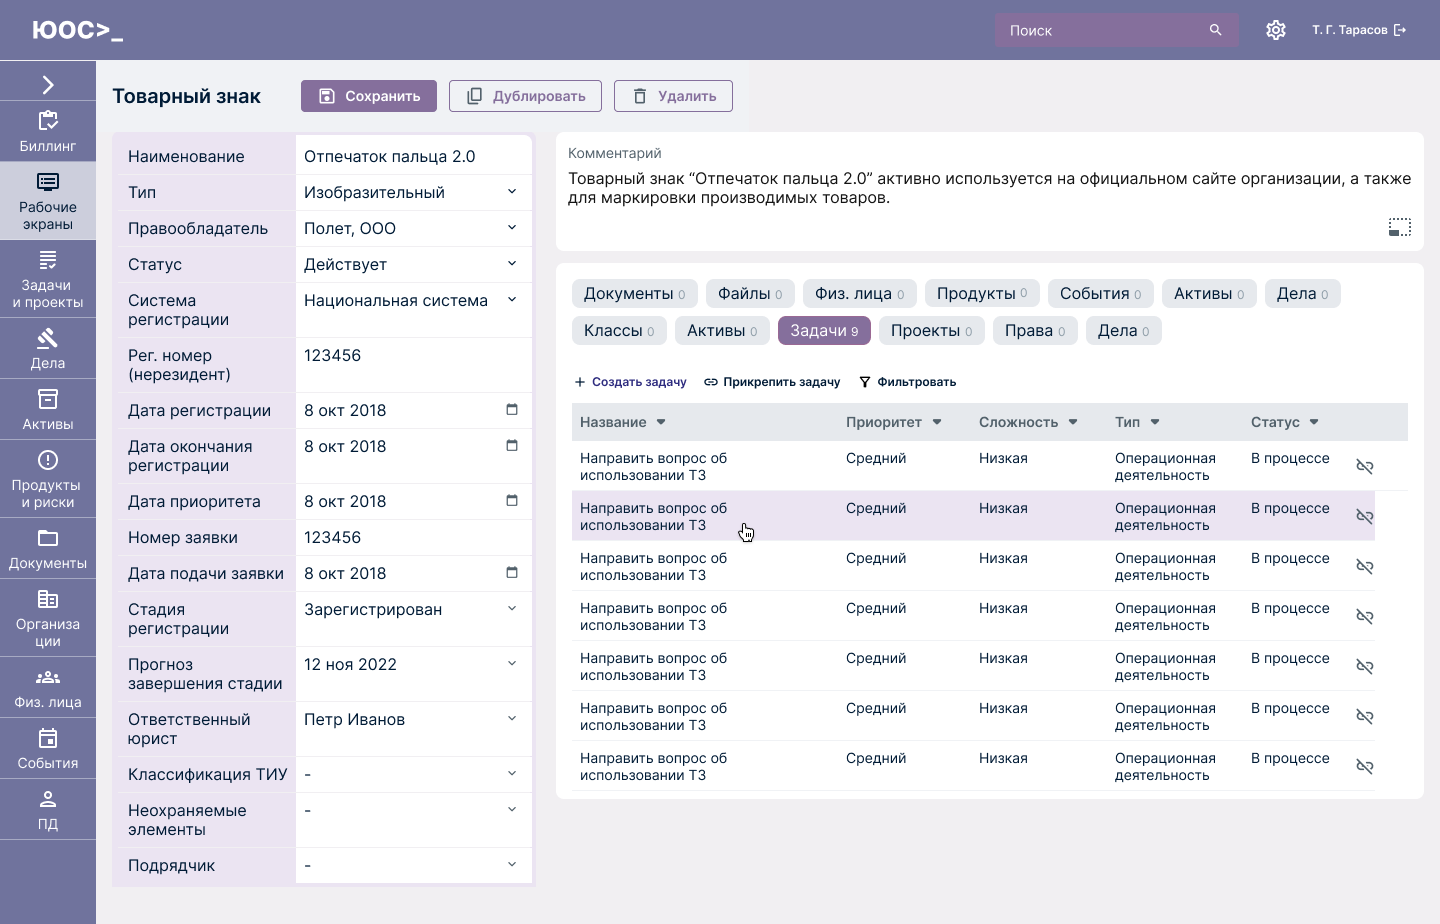 ЮОС>_
Поиск
Т. Г. Тарасов
Биллинг
Рабочие
экраны
Задачи
и проекты
Дела
Активы
Продукты
и риски
Документы
Организа
ции
Физ. лица
События
ПД
Товарный знак
Сохранить
Дублировать
Удалить
Наименование
Отпечаток пальца 2.0
Тип
Изобразительный
Правообладатель
Полет, ООО
Статус
Действует
Система
регистрации
Национальная система
Рег. номер
(нерезидент)
123456
Дата регистрации
8 окт 2018
Дата окончания
регистрации
8 окт 2018
Дата приоритета
8 окт 2018
Номер заявки
123456
Дата подачи заявки
8 окт 2018
Стадия
регистрации
Зарегистрирован
Прогноз
завершения стадии
12 ноя 2022
Ответственный
юрист
Петр Иванов
Классификация ТИУ
-
Неохраняемые
элементы
-
Подрядчик
-
Комментарий
Товарный знак “Отпечаток пальца 2.0” активно используется на официальном сайте организации, а также
для маркировки производимых товаров.
Документы 0 Файлы 0 Физ. лица 0 Продукты 0 События 0 Активы 0 Дела 0
Классы 0 Активы 0 Задачи 9 Проекты 0 Права 0 Дела 0
Создать задачу Прикрепить задачу Фильтровать
Название Приоритет Сложность Тип Статус
Направить вопрос об Средний Низкая Операционная В процессе
использовании ТЗ деятельность
Направить вопрос об Средний Низкая Операционная В процессе
использовании ТЗ деятельность
Направить вопрос об Средний Низкая Операционная В процессе
использовании ТЗ деятельность
Направить вопрос об Средний Низкая Операционная В процессе
использовании ТЗ деятельность
Направить вопрос об Средний Низкая Операционная В процессе
использовании ТЗ деятельность
Направить вопрос об Средний Низкая Операционная В процессе
использовании ТЗ деятельность
Направить вопрос об Средний Низкая Операционная В процессе
использовании ТЗ деятельность